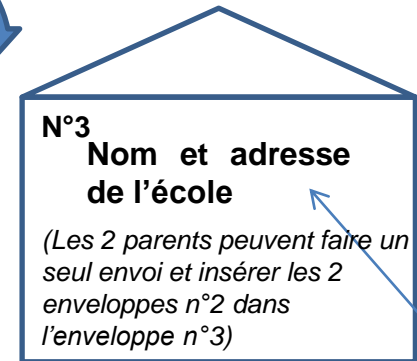 N°3
Nom et adresse
de l’école
(Les 2 parents peuvent faire un
seul envoi et insérer les 2
enveloppes n°2 dans
l’enveloppe n°3)